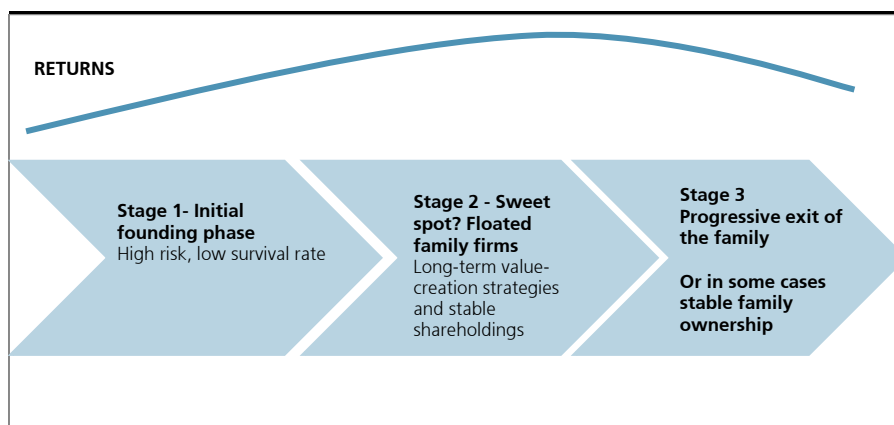 RETURNS
Stage 1- Initial
founding phase
High risk, low survival rate
Stage 2 - Sweet
spot? Floated
family firms
Long-term value-
creation strategies
and stable
shareholdings
Stage 3
Progressive exit of
the family
Or in some cases
stable family
ownership